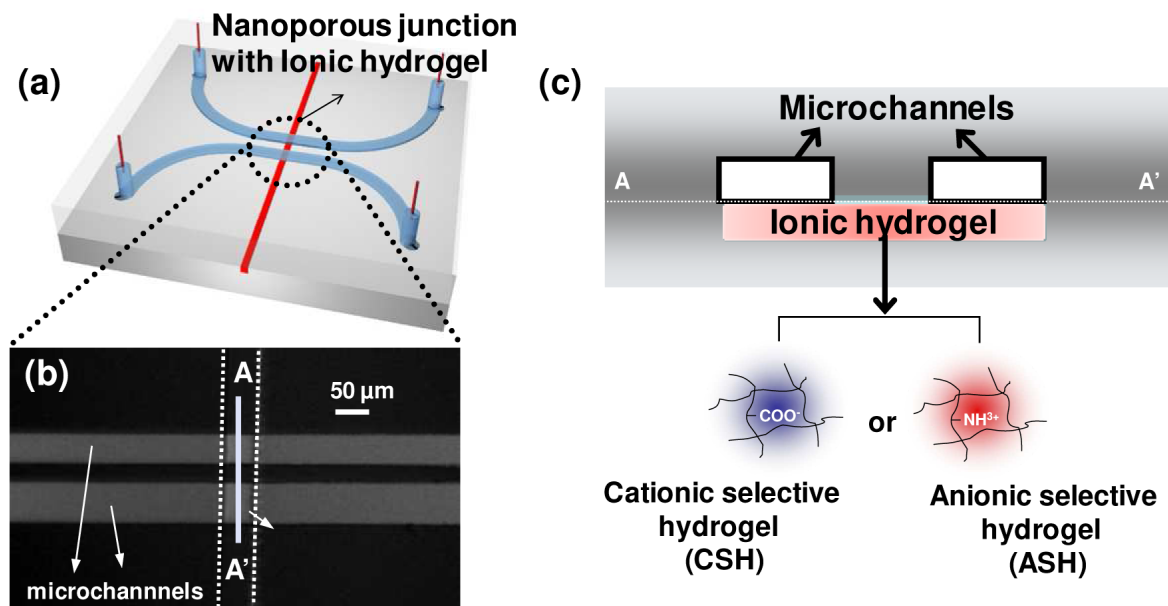 Nanoporous junction
with Ionic hydrogel
(a)
(c)
Microchannels
A
A'
Ionic hydrogel
(b)
A
50 µm
A'
microchannnels
COO-
or
NH3+
Cationic selective
hydrogel
(CSH)
Anionic selective
hydrogel
(ASH)